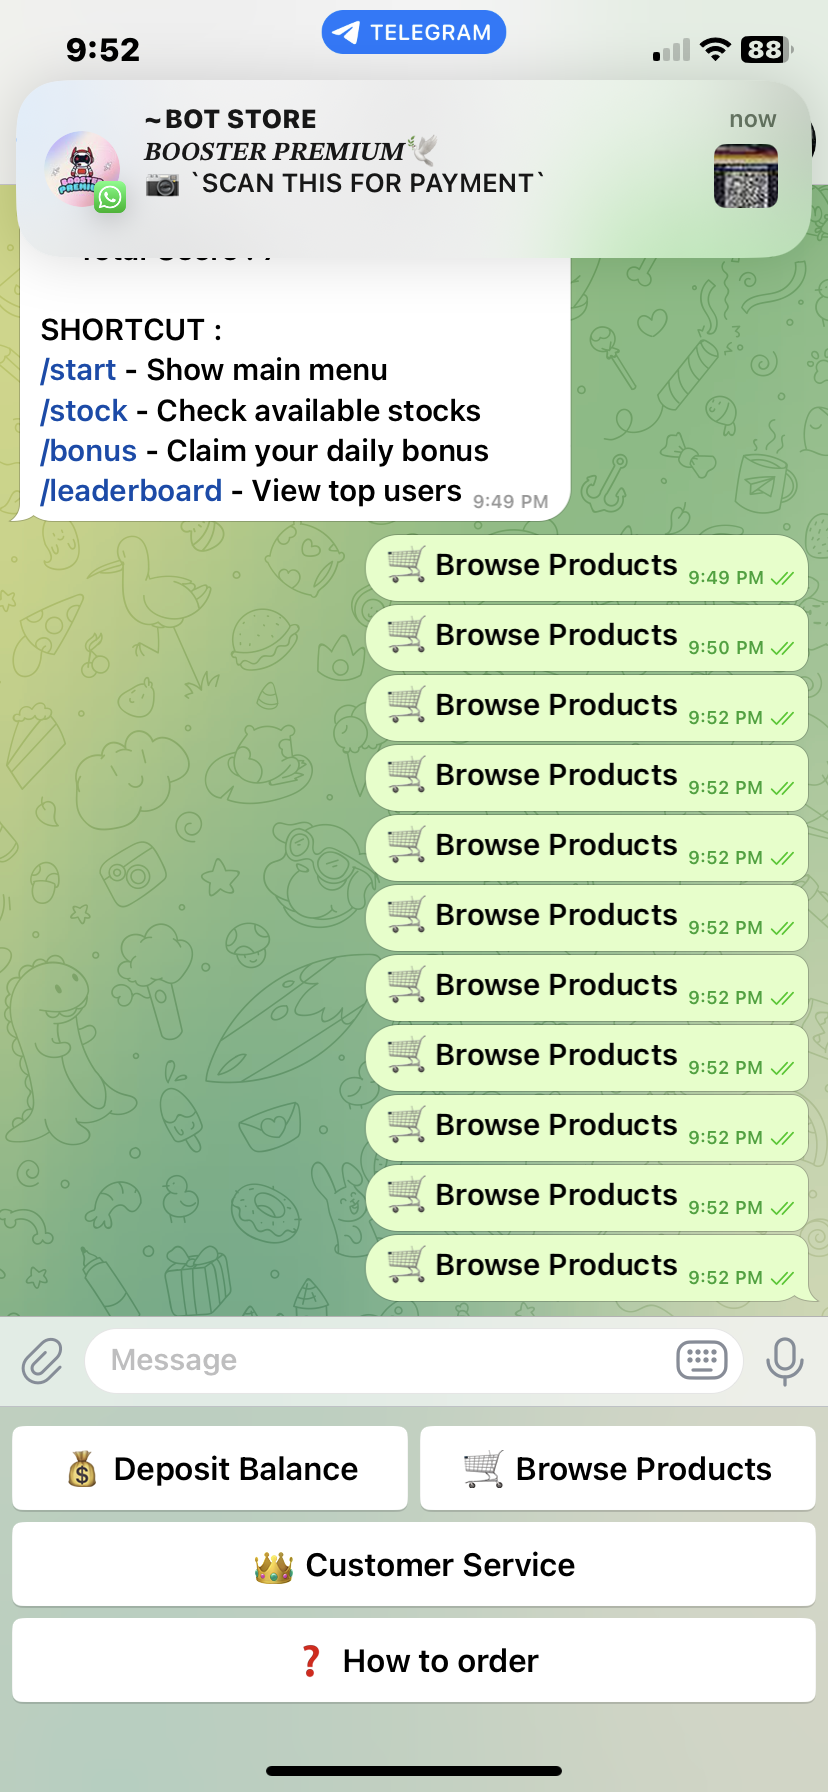 9:52
TELEGRAM
88
~BOT STORE
now
BOOSTER PREMIUM🕊️
📷 `SCAN THIS FOR PAYMENT`
SHORTCUT :
/start - Show main menu
/stock - Check available stocks
/bonus - Claim your daily bonus
/leaderboard - View top users 9:49 PM
🛒 Browse Products 9:49 PM
🛒 Browse Products 9:50 PM
🛒 Browse Products 9:52 PM
🛒 Browse Products 9:52 PM
🛒 Browse Products 9:52 PM
🛒 Browse Products 9:52 PM
🛒 Browse Products 9:52 PM
🛒 Browse Products 9:52 PM
🛒 Browse Products 9:52 PM
🛒 Browse Products 9:52 PM
🛒 Browse Products 9:52 PM
Message
💰 Deposit Balance
🛒 Browse Products
👑 Customer Service
❓ How to order